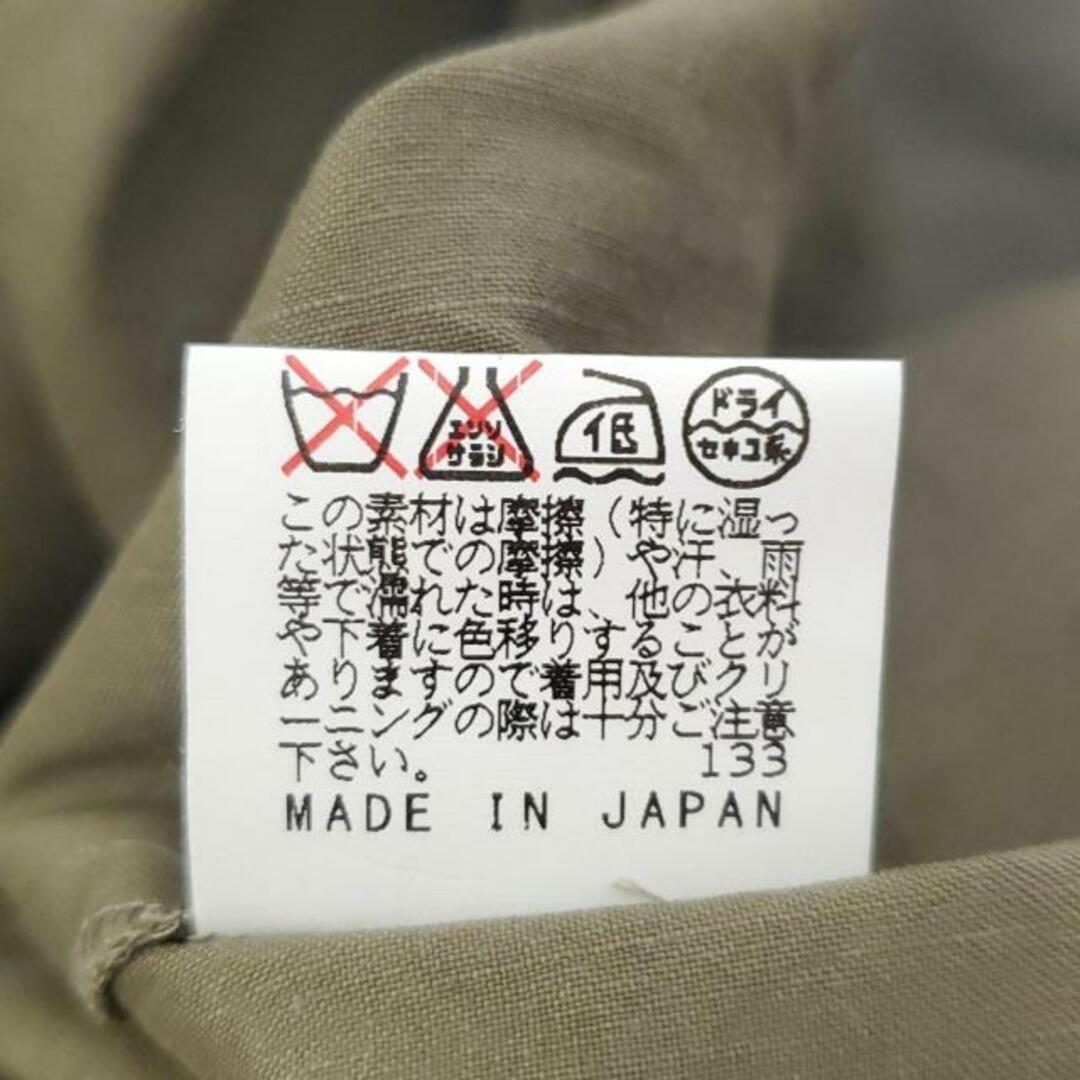 エンソ
サラシ
低
ドライ
セキユ系
この素材は摩擦(特に湿っ
た状態での摩擦)や汗、雨
等で濡れた時は、他の衣料
や下着に色移りすることが
ありますので着用及びクリ
ーニングの際は十分ご注意
下さい。 133
MADE IN JAPAN